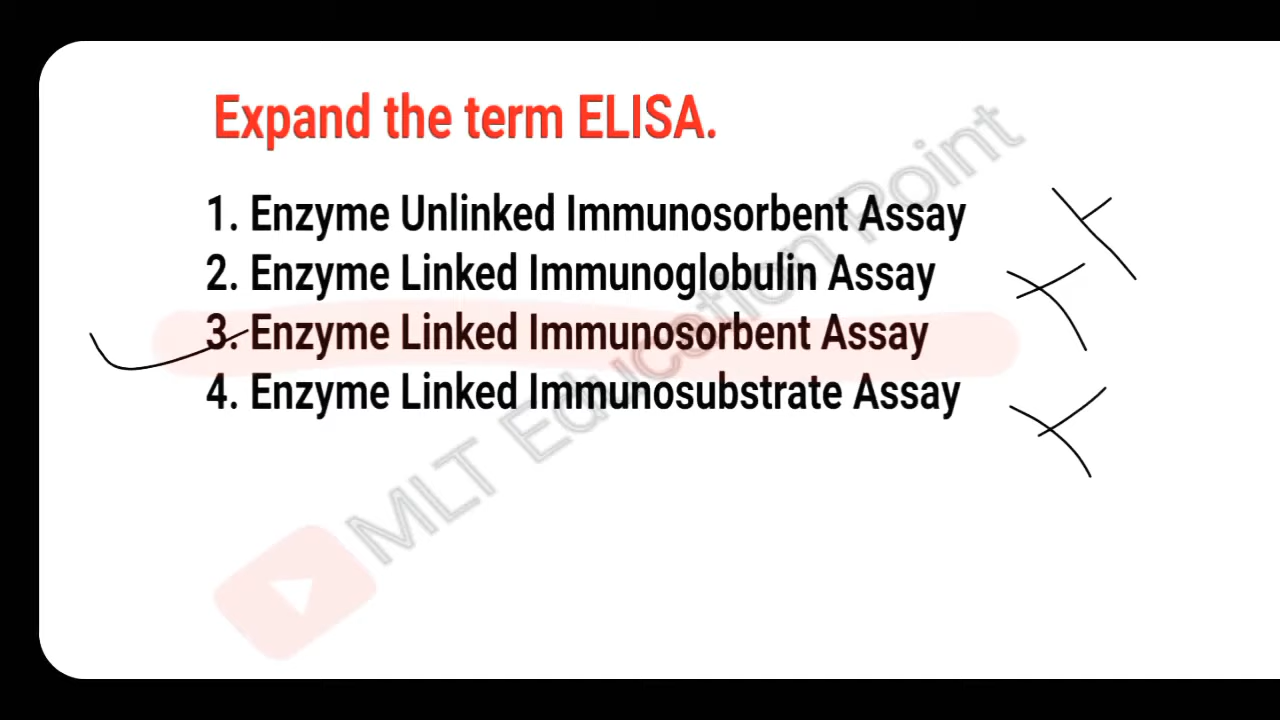 Expand the term ELISA.
1. Enzyme Unlinked Immunosorbent Assay
2. Enzyme Linked Immunoglobulin Assay
3. Enzyme Linked Immunosorbent Assay
4. Enzyme Linked Immunosubstrate Assay
MLT Education Point